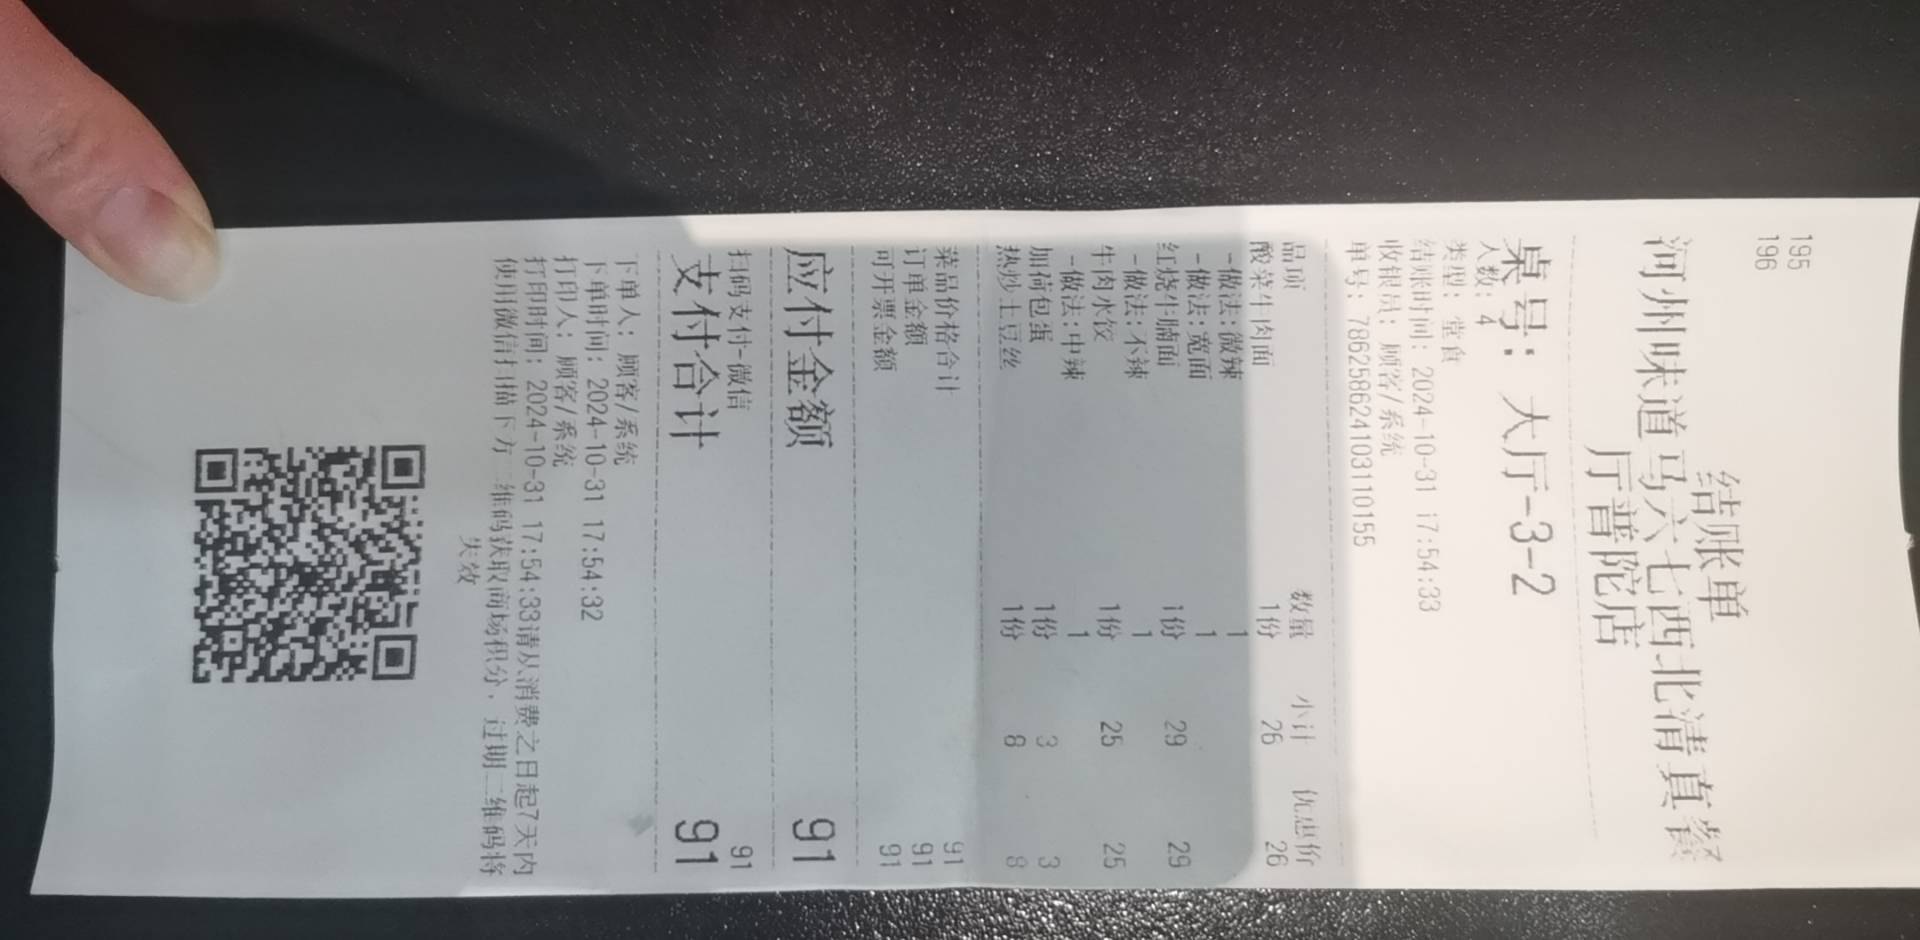 195
196
结账单
河州味道马六七西北清真餐
厅普陀店
桌号：大厅-3-2
人数：4
类型：堂食
结账时间：2024-10-31 17:54:33
收银员：顾客/系统
单号：786258624103110155
品项 数量 小计 优惠价
酸菜牛肉面 1份 26 26
-做法:微辣 1
-做法:宽面 1
红烧牛腩面 1份 29 29
-做法:不辣 1
牛肉水饺 1份 25 25
-做法:中辣 1
加荷包蛋 1份 3 3
热炒土豆丝 1份 8 8
菜品价格合计 91
订单金额 91
可开票金额 91
应付金额 91
扫码支付-微信 91
支付合计 91
下单人：顾客/系统
下单时间：2024-10-31 17:54:32
打印人：顾客/系统
打印时间：2024-10-31 17:54:33请从消费之日起7天内
使用微信扫描下方二维码获取商场积分，过期二维码将
失效